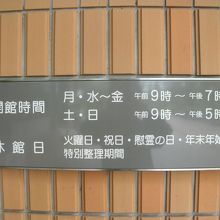 開館時間 月・水〜金 午前9時〜午後7時
土・日 午前9時〜午後5時
休館日 火曜日・祝日・慰霊の日・年末年始
特別整理期間